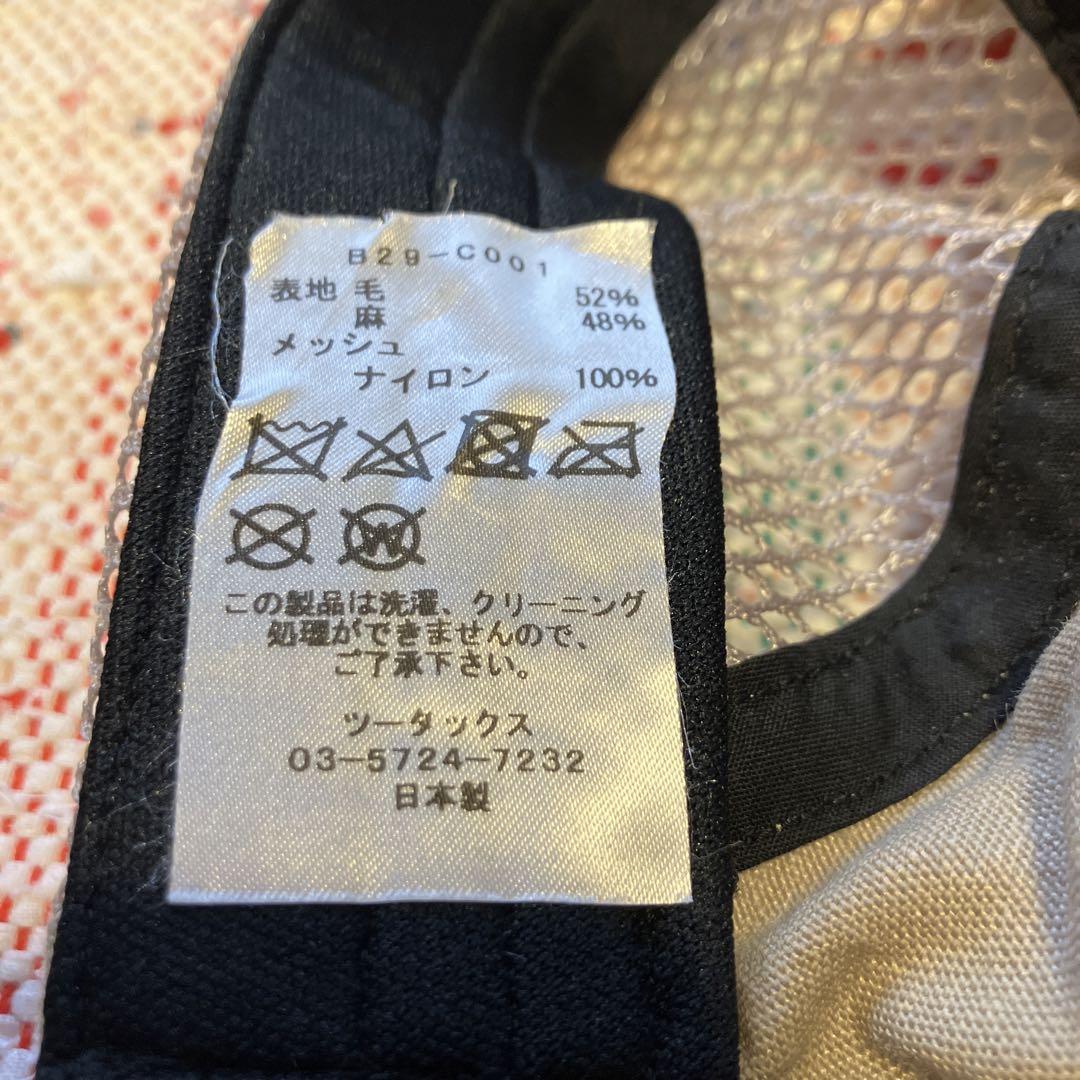 B29-C001
表地 毛 52%
麻 48%
メッシュ
ナイロン 100%
W
この製品は洗濯、クリーニング
処理ができませんので、
ご了承下さい。
ツータックス
03-5724-7232
日本製